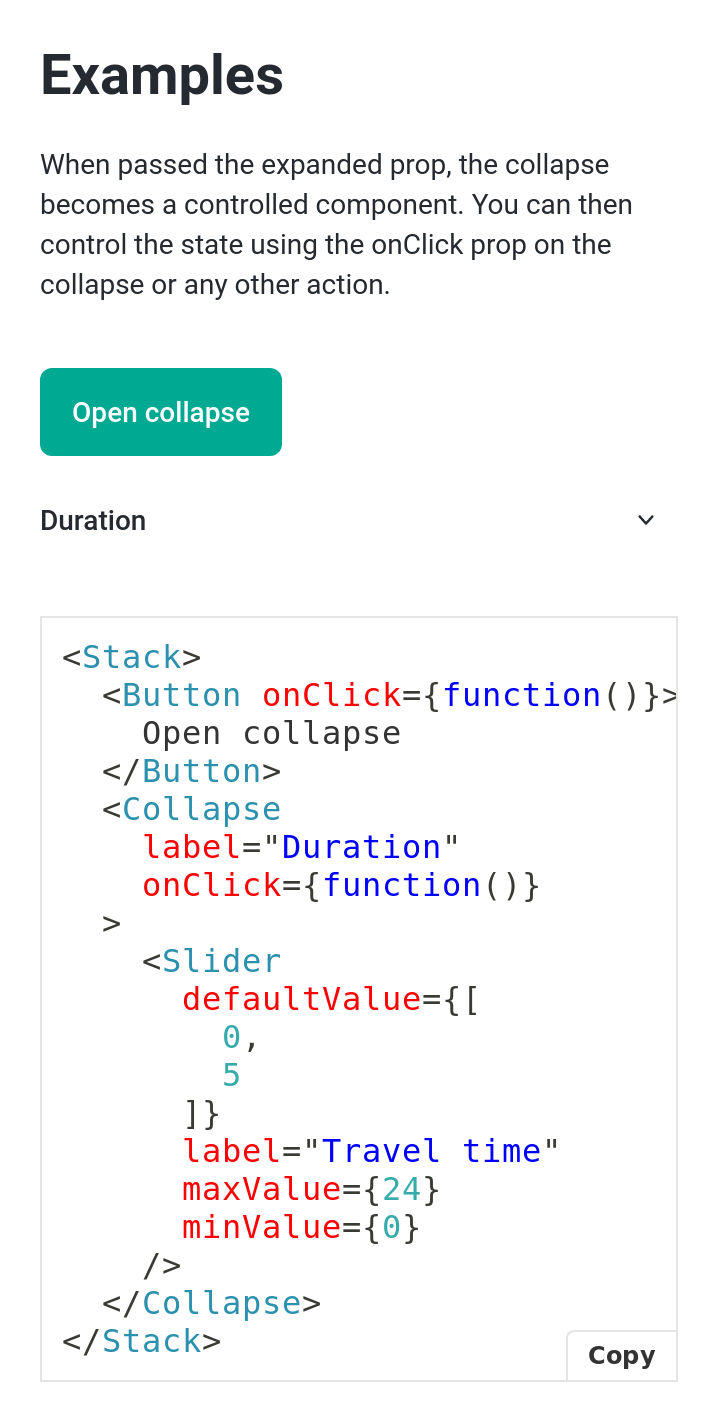 Examples
When passed the expanded prop, the collapse
becomes a controlled component. You can then
control the state using the onClick prop on the
collapse or any other action.
Open collapse
Duration
<Stack>
  <Button onClick={function()}>
    Open collapse
  </Button>
  <Collapse
    label="Duration"
    onClick={function()}
  >
    <Slider
      defaultValue={[
        0,
        5
      ]}
      label="Travel time"
      maxValue={24}
      minValue={0}
    />
  </Collapse>
</Stack>
Copy